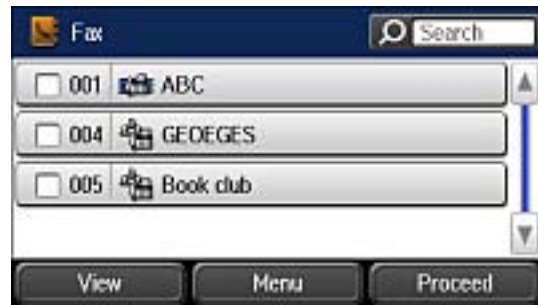 Fax
Search
001 ABC
004 GEOEGES
005 Book club
View Menu Proceed